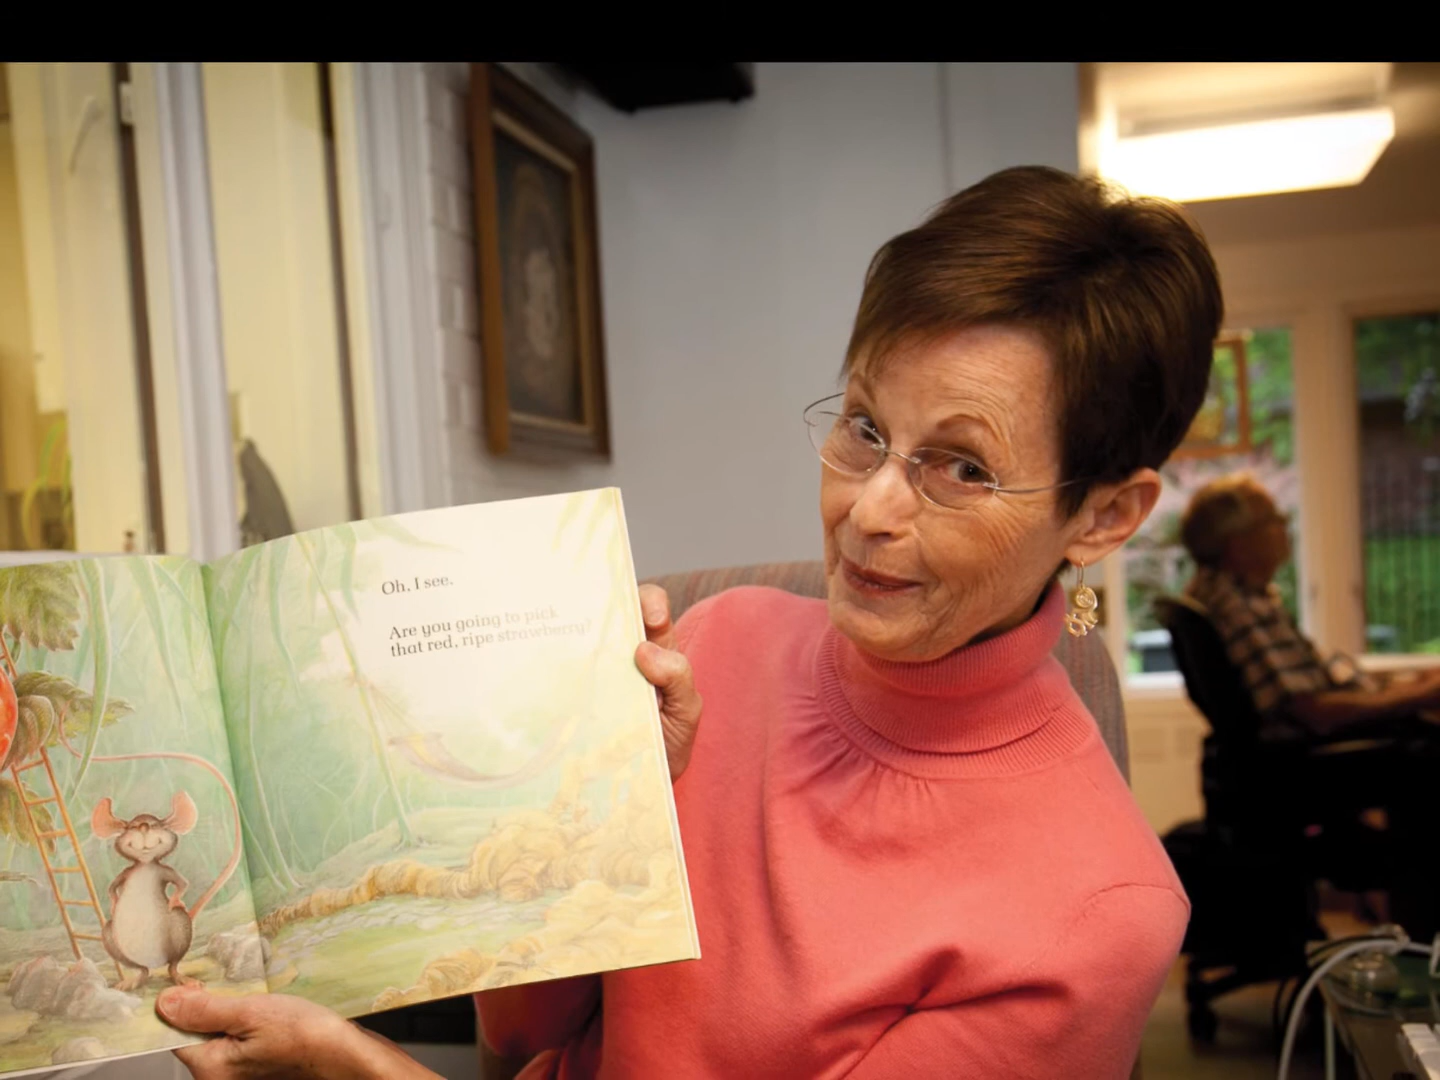 Oh, I see.
Are you going to pick
that red, ripe strawberry?